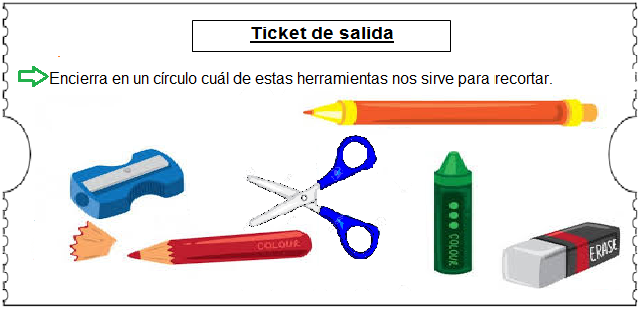 Ticket de salida
Encierra en un círculo cuál de estas herramientas nos sirve para recortar.
COLOUR
COLOUR
ERASE